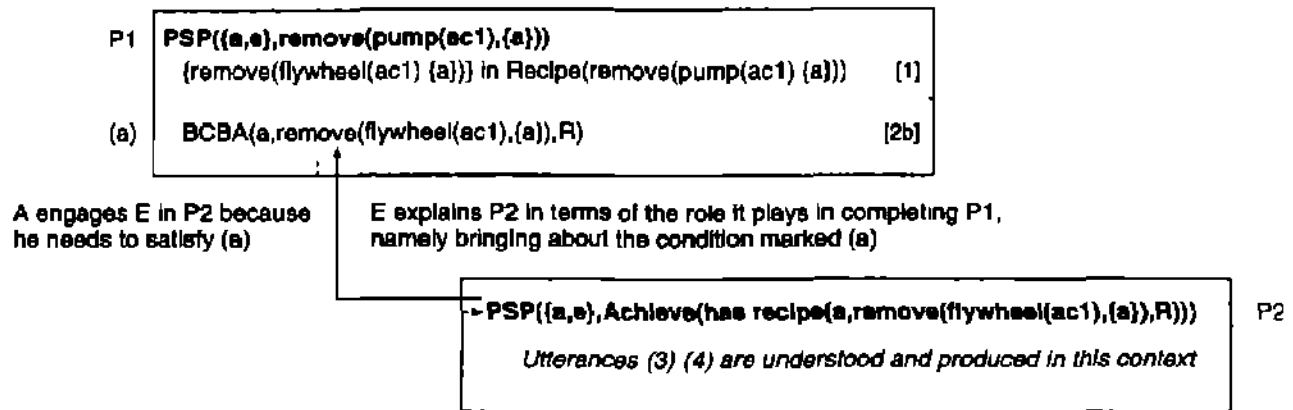 P1 PSP({a,e},remove(pump(ac1),{a}))
{remove(flywheel(ac1) {a})} in Recipe(remove(pump(ac1) {a})) [1]
(a) BCBA(a,remove(flywheel(ac1),{a}),R) [2b]
A engages E in P2 because
he needs to satisfy (a)
E explains P2 in terms of the role it plays in completing P1,
namely bringing about the condition marked (a)
PSP({a,e},Achieve(has recipe(a,remove(flywheel(ac1),{a}),R))) P2
Utterances (3) (4) are understood and produced in this context